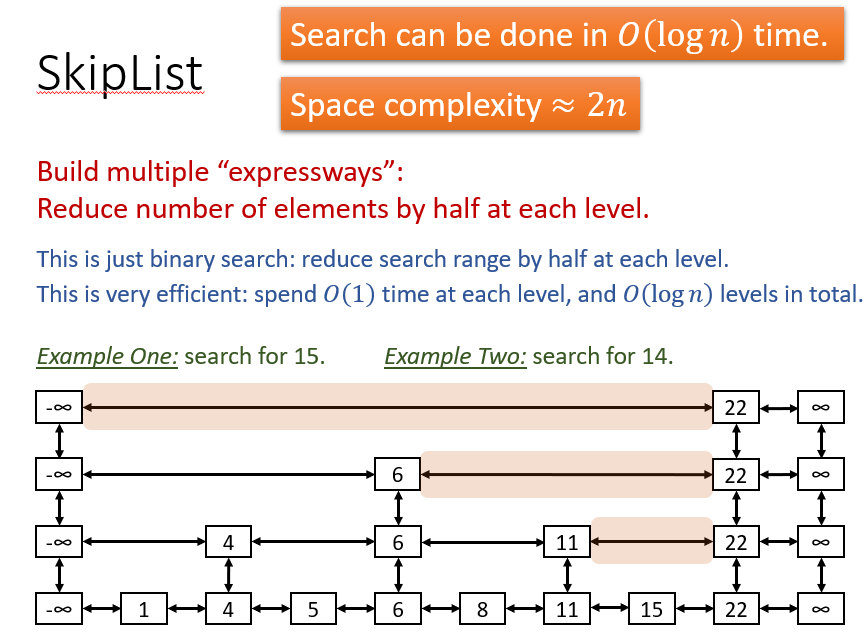 SkipList
Search can be done in O(log n) time.
Space complexity ≈ 2n
Build multiple “expressways”:
Reduce number of elements by half at each level.
This is just binary search: reduce search range by half at each level.
This is very efficient: spend O(1) time at each level, and O(log n) levels in total.
Example One: search for 15. Example Two: search for 14.
-∞ 22 ∞
-∞ 6 22 ∞
-∞ 4 6 11 22 ∞
-∞ 1 4 5 6 8 11 15 22 ∞